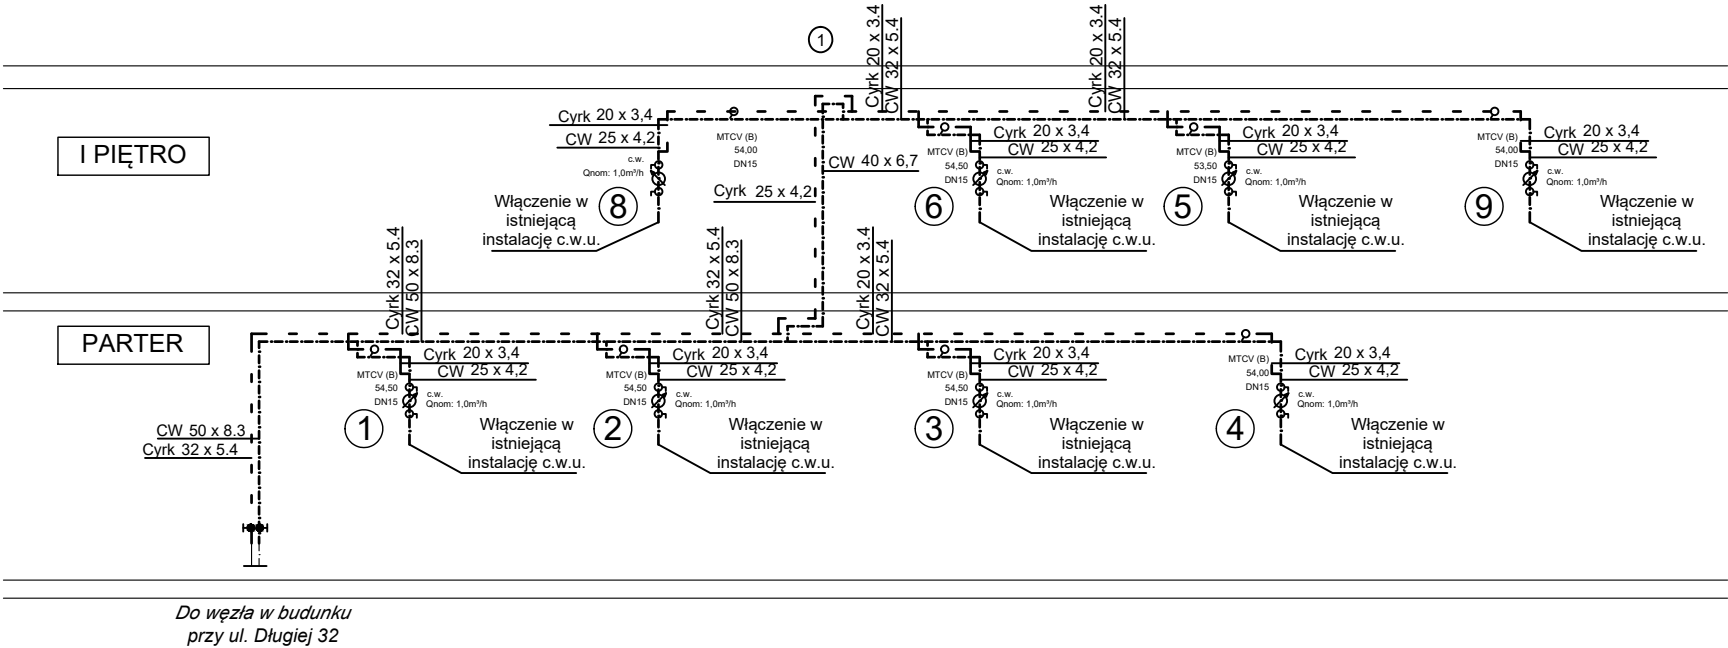 1
Cyrk 20 x 3.4
CW 32 x 5.4
Cyrk 20 x 3.4
CW 32 x 5.4
I PIĘTRO
Cyrk 20 x 3,4
CW 25 x 4,2
c.w.
Qnom: 1,0m³/h
8
Włączenie w
istniejącą
instalację c.w.u.
MTCV (B)
54,00
DN15
CW 40 x 6,7
Cyrk 25 x 4,2
Cyrk 20 x 3,4
CW 25 x 4,2
MTCV (B)
54,50
DN15
c.w.
Qnom: 1,0m³/h
6
Włączenie w
istniejącą
instalację c.w.u.
Cyrk 20 x 3,4
CW 25 x 4,2
MTCV (B)
53,50
DN15
c.w.
Qnom: 1,0m³/h
5
Włączenie w
istniejącą
instalację c.w.u.
Cyrk 20 x 3,4
CW 25 x 4,2
MTCV (B)
54,00
DN15
c.w.
Qnom: 1,0m³/h
9
Włączenie w
istniejącą
instalację c.w.u.
Cyrk 32 x 5.4
CW 50 x 8.3
Cyrk 32 x 5.4
CW 50 x 8.3
Cyrk 20 x 3.4
CW 32 x 5.4
PARTER
Cyrk 20 x 3,4
CW 25 x 4,2
MTCV (B)
54,50
DN15
c.w.
Qnom: 1,0m³/h
1
Włączenie w
istniejącą
instalację c.w.u.
Cyrk 20 x 3,4
CW 25 x 4,2
MTCV (B)
54,50
DN15
c.w.
Qnom: 1,0m³/h
2
Włączenie w
istniejącą
instalację c.w.u.
Cyrk 20 x 3,4
CW 25 x 4,2
MTCV (B)
54,50
DN15
c.w.
Qnom: 1,0m³/h
3
Włączenie w
istniejącą
instalację c.w.u.
Cyrk 20 x 3,4
CW 25 x 4,2
MTCV (B)
54,00
DN15
c.w.
Qnom: 1,0m³/h
4
Włączenie w
istniejącą
instalację c.w.u.
CW 50 x 8.3
Cyrk 32 x 5.4
Do węzła w budunku
przy ul. Długiej 32